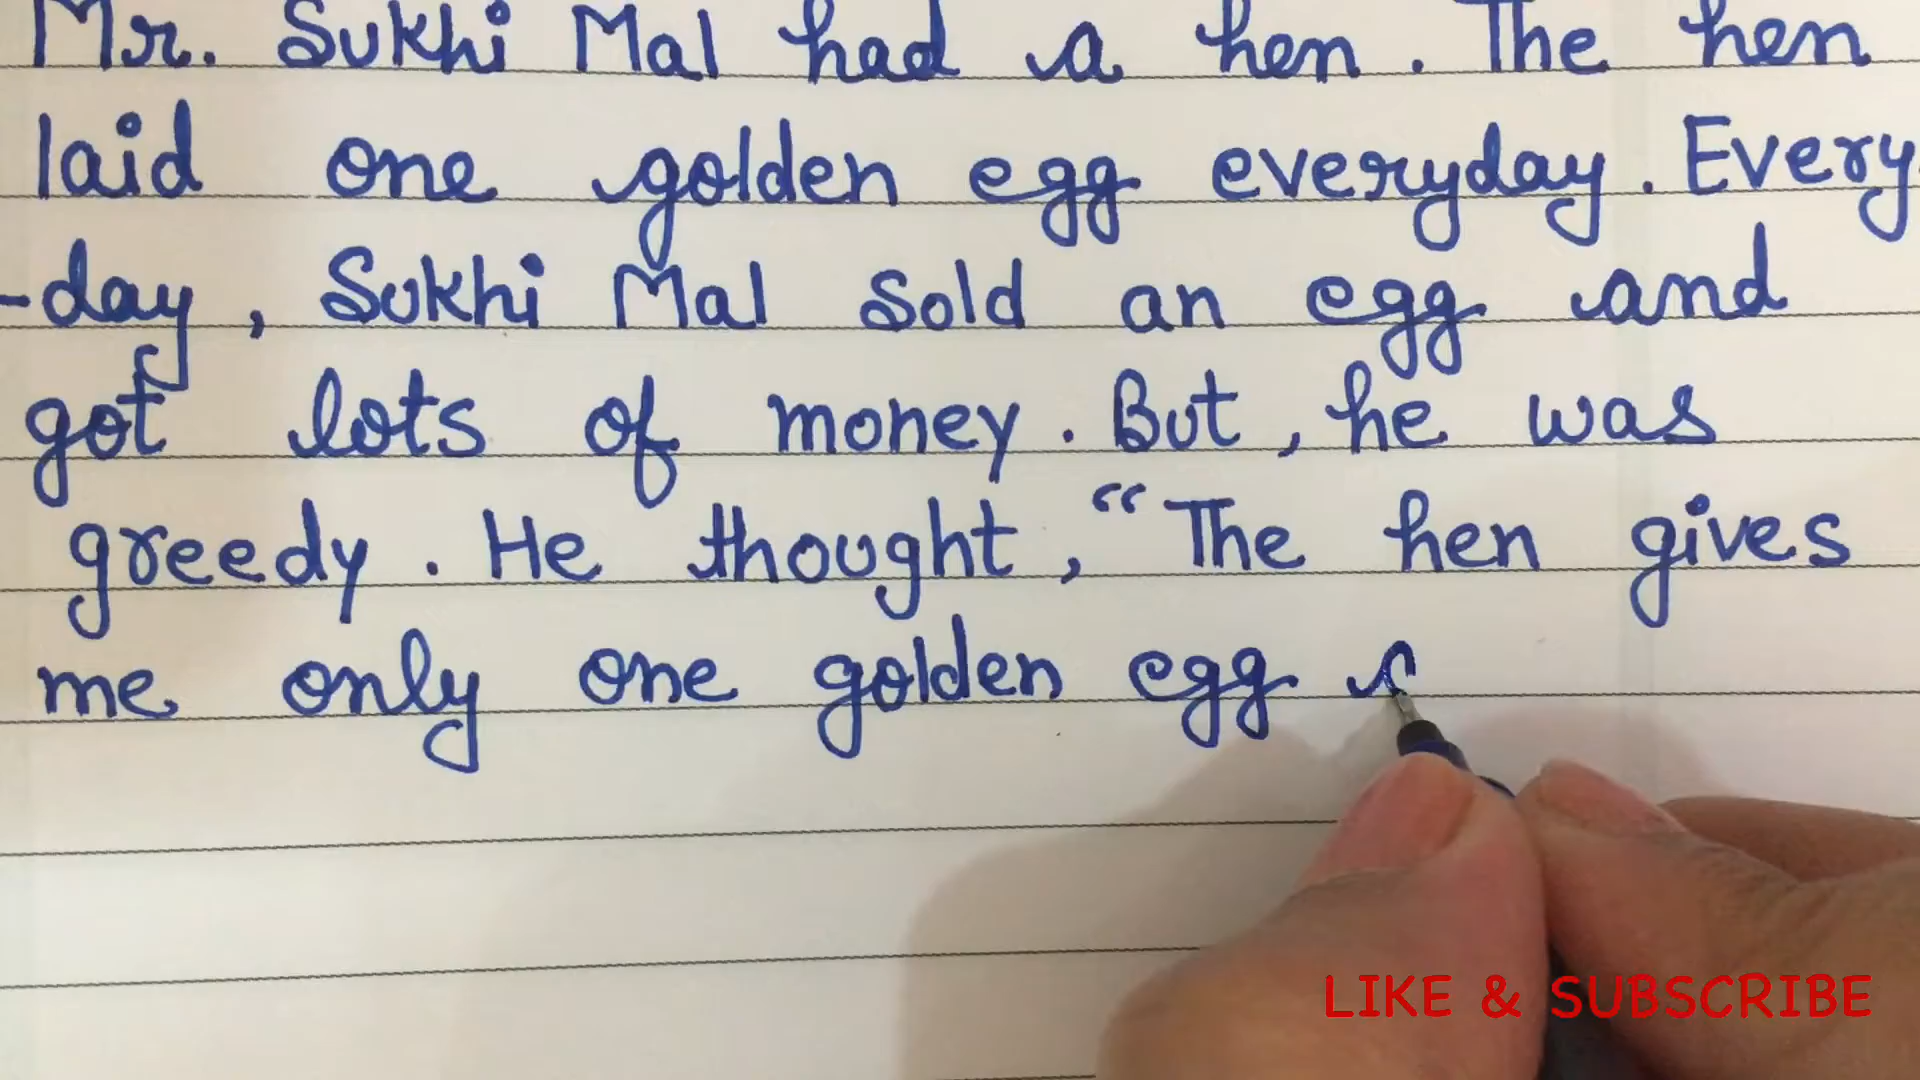 Mr. Sukhi Mal had a hen. The hen
laid one golden egg everyday. Every
-day, Sukhi Mal sold an egg and
got lots of money. But, he was
greedy. He thought, “The hen gives
me only one golden egg
LIKE & SUBSCRIBE